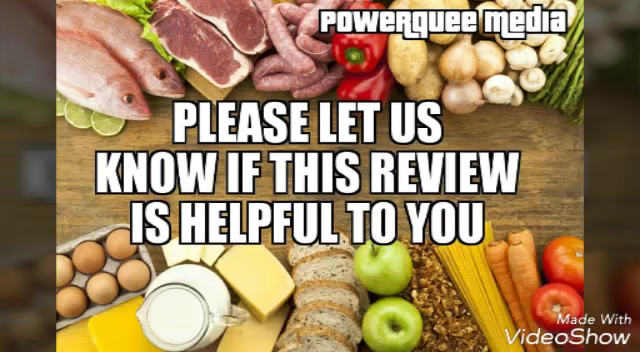 POWERQUEE MEDIA
PLEASE LET US
KNOW IF THIS REVIEW
IS HELPFUL TO YOU
Made With
VideoShow